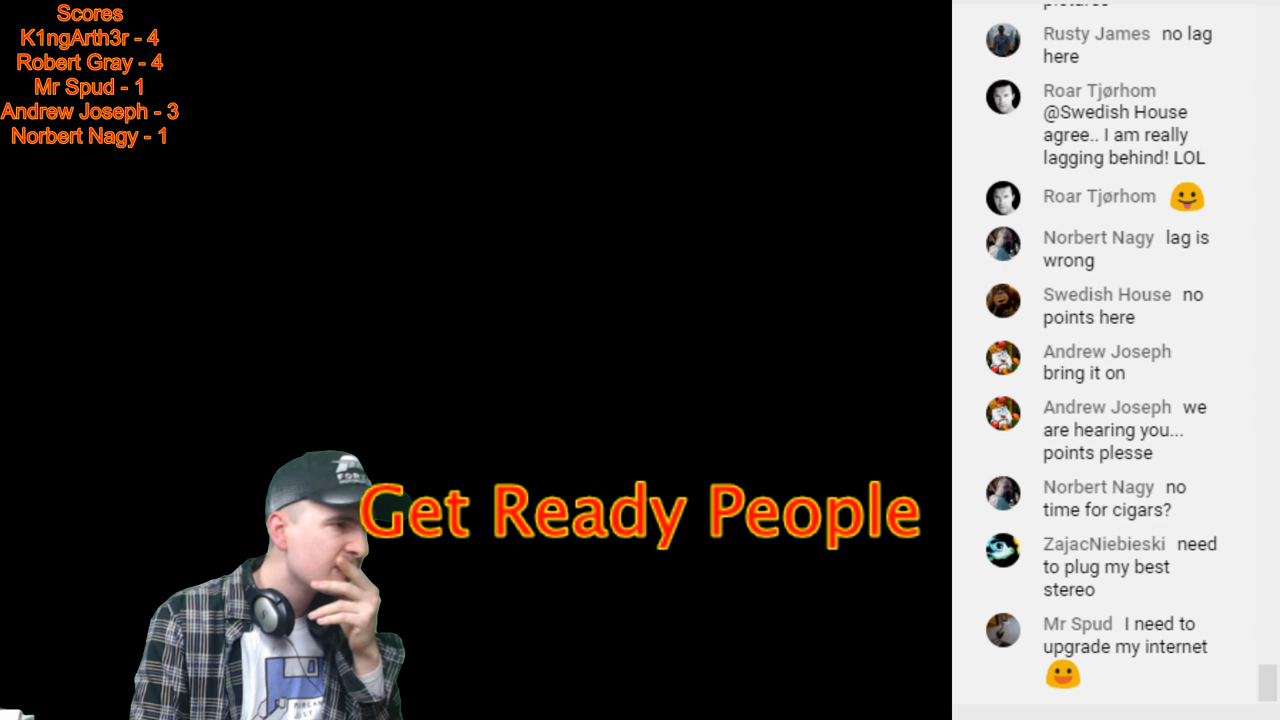 Scores
K1ngArth3r - 4
Robert Gray - 4
Mr Spud - 1
Andrew Joseph - 3
Norbert Nagy - 1
Get Ready People
FOR
pictures
Rusty James no lag
here
Roar Tjørhom
@Swedish House
agree.. I am really
lagging behind! LOL
Roar Tjørhom 😛
Norbert Nagy lag is
wrong
Swedish House no
points here
Andrew Joseph
bring it on
Andrew Joseph we
are hearing you...
points plesse
Norbert Nagy no
time for cigars?
ZajacNiebieski need
to plug my best
stereo
Mr Spud I need to
upgrade my internet
😃